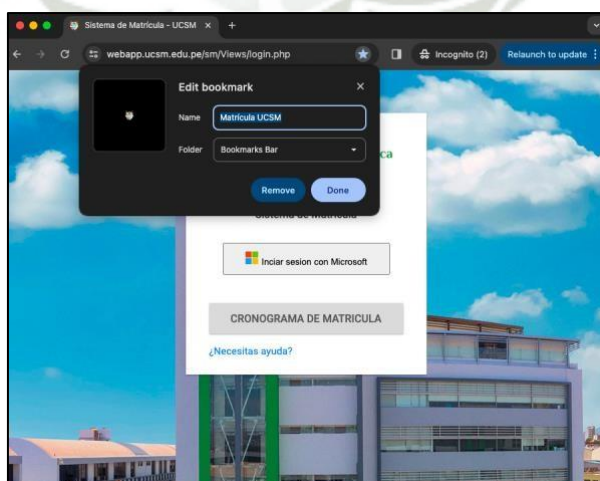 Sistema de Matrícula - UCSM
webapp.ucsm.edu.pe/sm/Views/login.php
Incognito (2)
Relaunch to update
Edit bookmark
Name
Matrícula UCSM
Folder
Bookmarks Bar
ca
Remove
Done
Sistema de Matrícula
Inciar sesion con Microsoft
CRONOGRAMA DE MATRICULA
¿Necesitas ayuda?